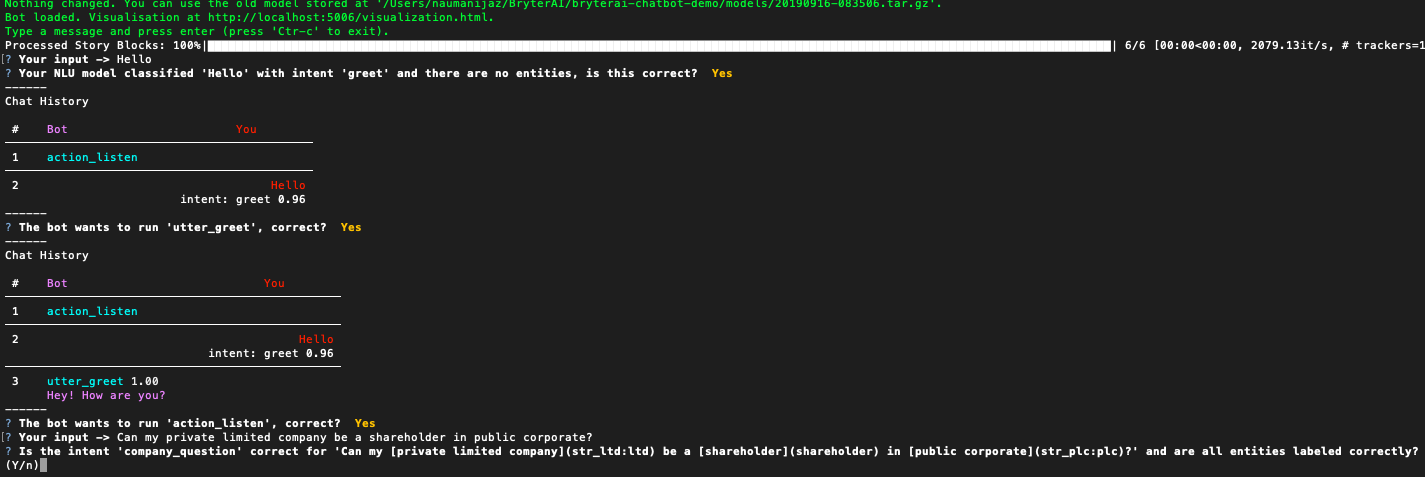 Nothing changed. You can use the old model stored at '/Users/naumanijaz/BryterAI/bryterai-chatbot-demo/models/20190916-083506.tar.gz'.
Bot loaded. Visualisation at http://localhost:5006/visualization.html.
Type a message and press enter (press 'Ctr-c' to exit).
Processed Story Blocks: 100%| | 6/6 [00:00<00:00, 2079.13it/s, # trackers=1
[? Your input -> Hello
? Your NLU model classified 'Hello' with intent 'greet' and there are no entities, is this correct? Yes
------
Chat History
# Bot You
1 action_listen
2 Hello
intent: greet 0.96
------
? The bot wants to run 'utter_greet', correct? Yes
------
Chat History
# Bot You
1 action_listen
2 Hello
intent: greet 0.96
3 utter_greet 1.00
Hey! How are you?
------
? The bot wants to run 'action_listen', correct? Yes
[? Your input -> Can my private limited company be a shareholder in public corporate?
? Is the intent 'company_question' correct for 'Can my [private limited company](str_ltd:ltd) be a [shareholder](shareholder) in [public corporate](str_plc:plc)?' and are all entities labeled correctly?
(Y/n)